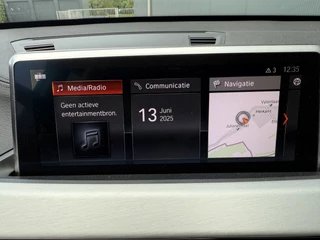 3 12:35
Media/Radio
Communicatie
Navigatie
Geen actieve
entertainmentbron.
13 Juni
2025